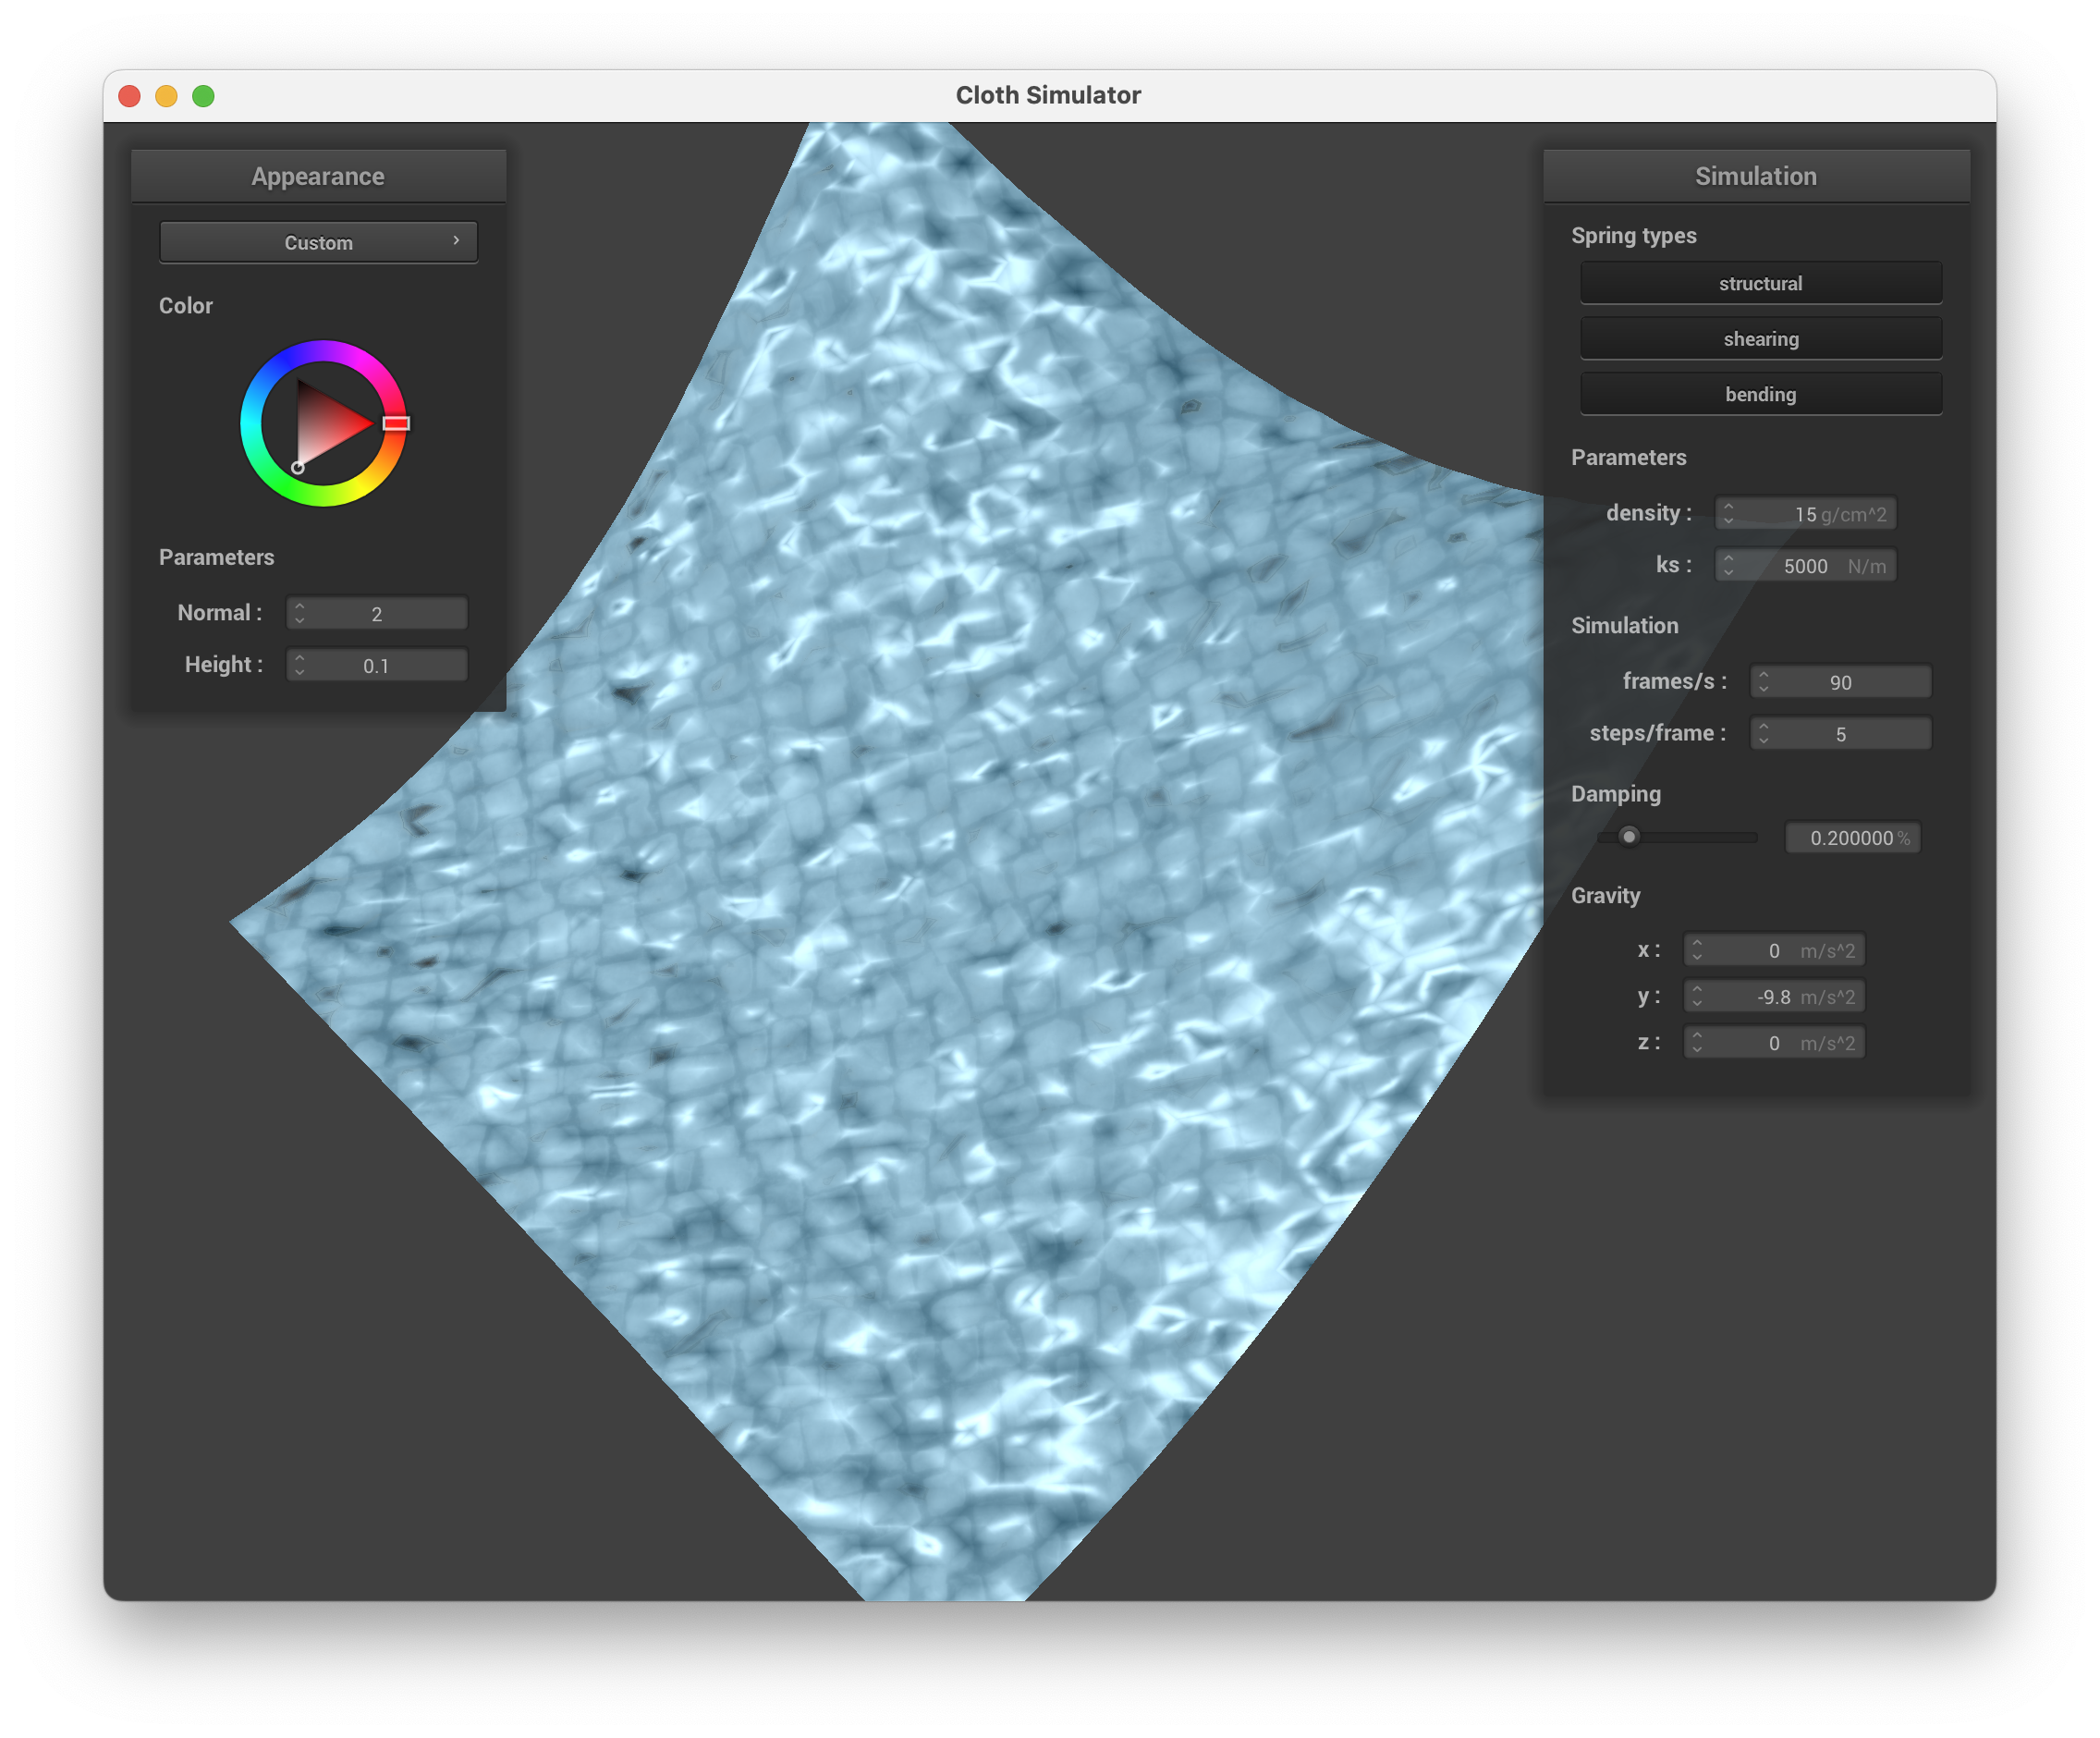 Cloth Simulator
Appearance
Custom
Color
Parameters
Normal : 2
Height : 0.1
Simulation
Spring types
structural
shearing
bending
Parameters
density : 15 g/cm^2
ks : 5000 N/m
Simulation
frames/s : 90
steps/frame : 5
Damping
0.200000 %
Gravity
x : 0 m/s^2
y : -9.8 m/s^2
z : 0 m/s^2